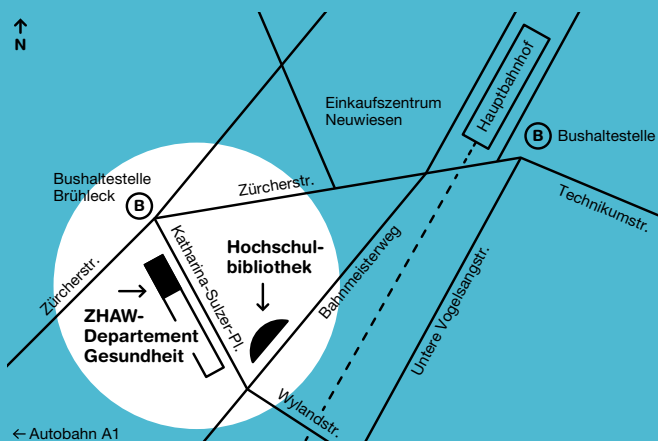 N
Einkaufszentrum
Neuwiesen
Hauptbahnhof
B
Bushaltestelle
Bushaltestelle
Brühleck
B
Zürcherstr.
Technikumstr.
Zürcherstr.
Katharina-Sulzer-Pl.
Hochschul-
bibliothek
Bahnmeisterweg
Untere Vogelsangstr.
ZHAW-
Departement
Gesundheit
Wylandstr.
← Autobahn A1